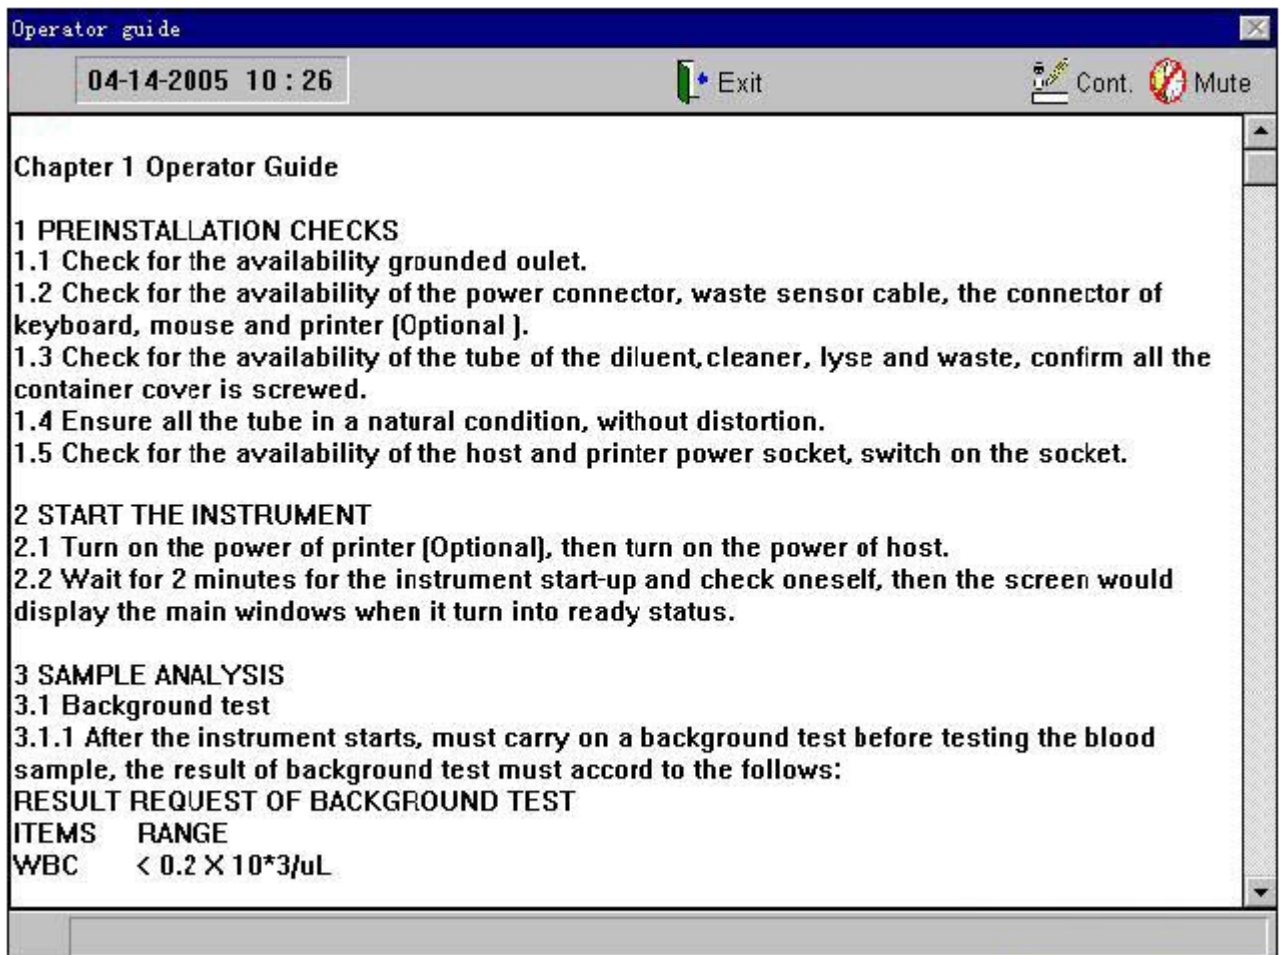 Operator guide
04-14-2005 10 : 26
Exit
Cont.
Mute
Chapter 1 Operator Guide
1 PREINSTALLATION CHECKS
1.1 Check for the availability grounded oulet.
1.2 Check for the availability of the power connector, waste sensor cable, the connector of
keyboard, mouse and printer (Optional ).
1.3 Check for the availability of the tube of the diluent, cleaner, lyse and waste, confirm all the
container cover is screwed.
1.4 Ensure all the tube in a natural condition, without distortion.
1.5 Check for the availability of the host and printer power socket, switch on the socket.
2 START THE INSTRUMENT
2.1 Turn on the power of printer (Optional), then turn on the power of host.
2.2 Wait for 2 minutes for the instrument start-up and check oneself, then the screen would
display the main windows when it turn into ready status.
3 SAMPLE ANALYSIS
3.1 Background test
3.1.1 After the instrument starts, must carry on a background test before testing the blood
sample, the result of background test must accord to the follows:
RESULT REQUEST OF BACKGROUND TEST
ITEMS RANGE
WBC < 0.2 X 10*3/uL